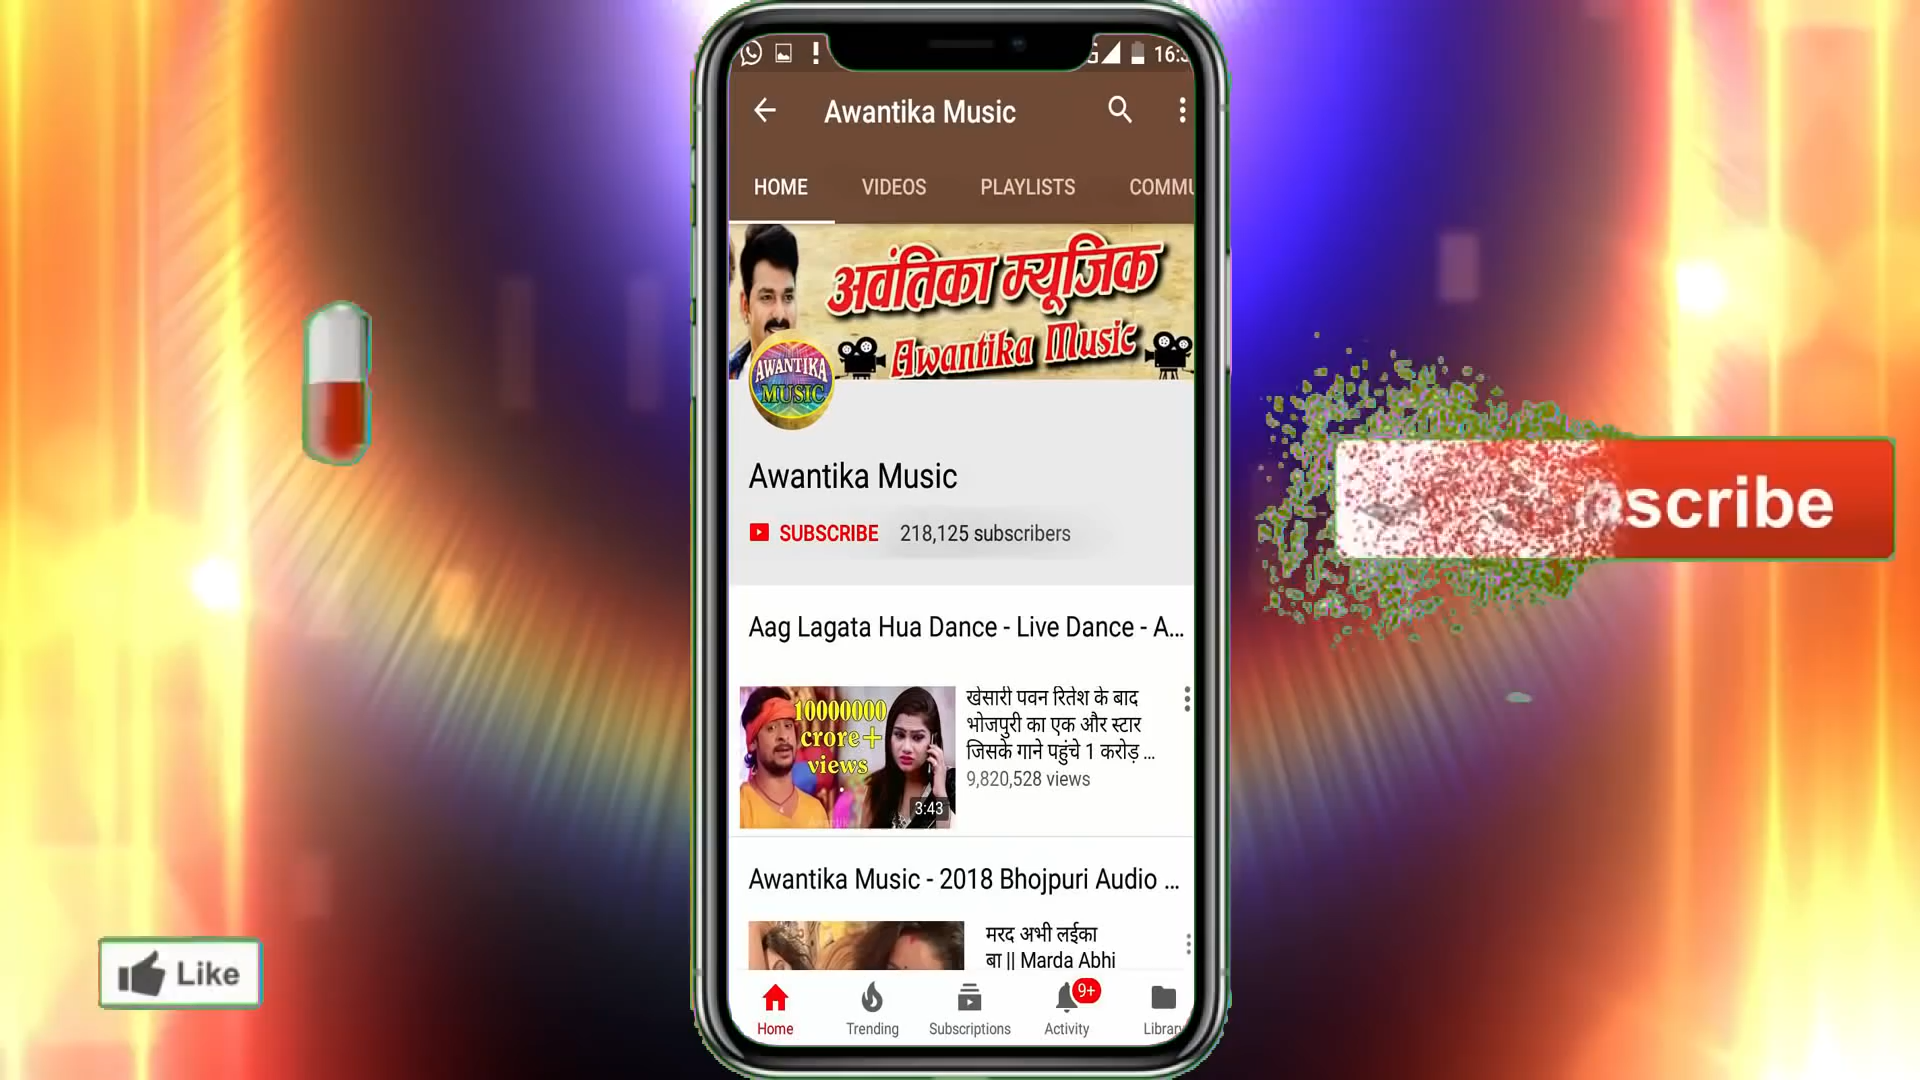 16:3
Awantika Music
HOME VIDEOS PLAYLISTS COMMU
अवंतिका म्यूजिक
Awantika Music
AWANTIKA
MUSIC
Awantika Music
SUBSCRIBE 218,125 subscribers
scribe
Aag Lagata Hua Dance - Live Dance - A...
10000000
crore+
views
3:43
खेसारी पवन रितेश के बाद
भोजपुरी का एक और स्टार
जिसके गाने पहुंचे 1 करोड़ ...
9,820,528 views
Awantika Music - 2018 Bhojpuri Audio ...
मरद अभी लईका
बा || Marda Abhi
Like
9+
Home Trending Subscriptions Activity Library